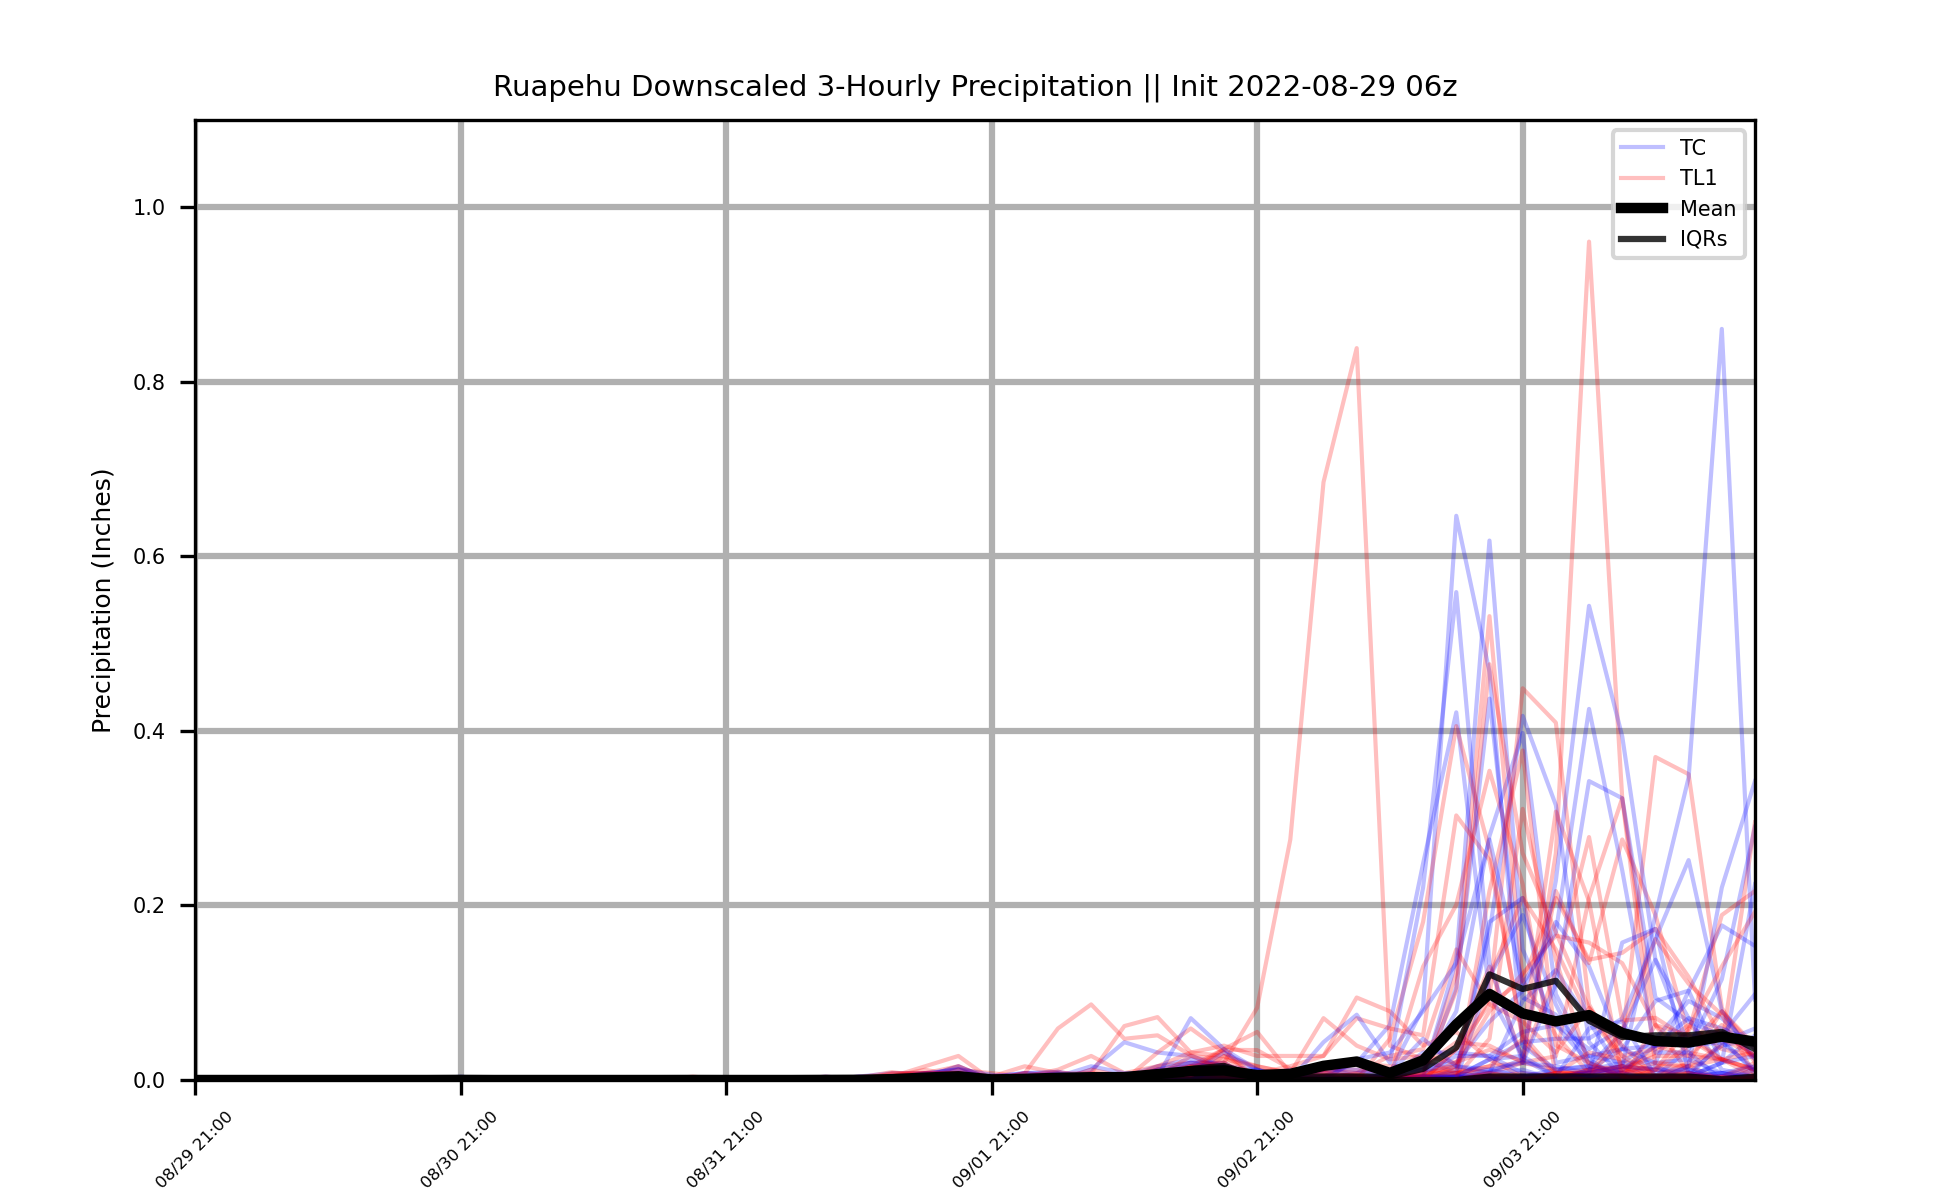 Ruapehu Downscaled 3-Hourly Precipitation || Init 2022-08-29 06z
TC
TL1
Mean
IQRs
Precipitation (Inches)
1.0
0.8
0.6
0.4
0.2
0.0
08/29 21:00
08/30 21:00
08/31 21:00
09/01 21:00
09/02 21:00
09/03 21:00